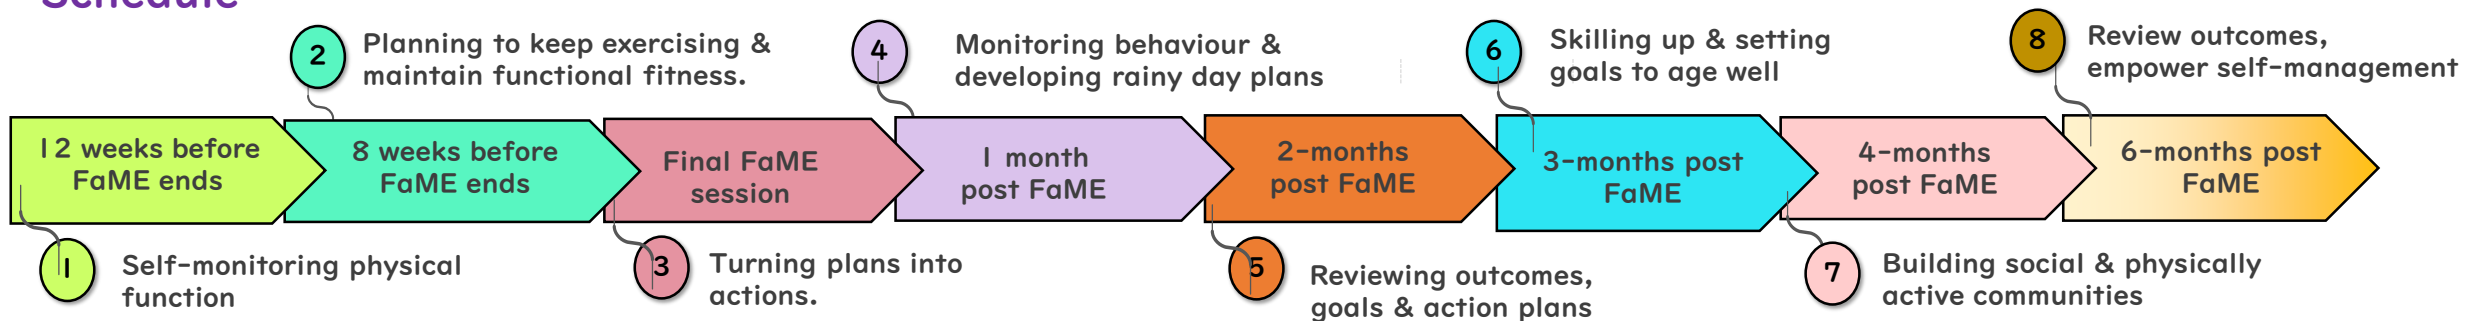 Schedule
2
Planning to keep exercising &
maintain functional fitness.
4
Monitoring behaviour &
developing rainy day plans
6
Skilling up & setting
goals to age well
8
Review outcomes,
empower self-management
12 weeks before
FaME ends
8 weeks before
FaME ends
Final FaME
session
1 month
post FaME
2-months
post FaME
3-months post
FaME
4-months
post FaME
6-months post
FaME
1
Self-monitoring physical
function
3
Turning plans into
actions.
5
Reviewing outcomes,
goals & action plans
7
Building social & physically
active communities